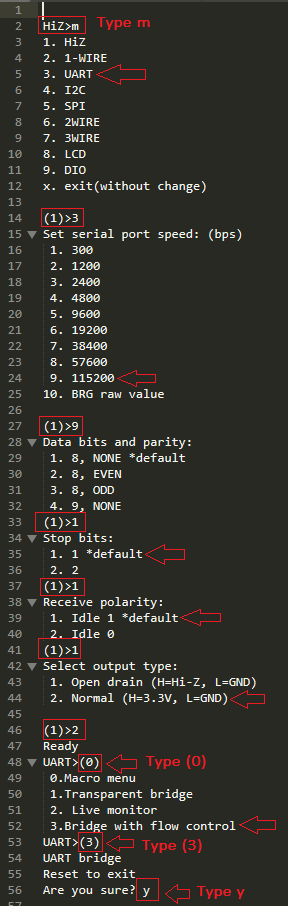 1
2 HiZ>m Type m
3 1. HiZ
4 2. 1-WIRE
5 3. UART
6 4. I2C
7 5. SPI
8 6. 2WIRE
9 7. 3WIRE
10 8. LCD
11 9. DIO
12 x. exit(without change)
13
14 (1)>3
15 Set serial port speed: (bps)
16 1. 300
17 2. 1200
18 3. 2400
19 4. 4800
20 5. 9600
21 6. 19200
22 7. 38400
23 8. 57600
24 9. 115200
25 10. BRG raw value
26
27 (1)>9
28 Data bits and parity:
29 1. 8, NONE *default
30 2. 8, EVEN
31 3. 8, ODD
32 4. 9, NONE
33 (1)>1
34 Stop bits:
35 1. 1 *default
36 2. 2
37 (1)>1
38 Receive polarity:
39 1. Idle 1 *default
40 2. Idle 0
41 (1)>1
42 Select output type:
43 1. Open drain (H=Hi-Z, L=GND)
44 2. Normal (H=3.3V, L=GND)
45
46 (1)>2
47 Ready
48 UART>(0) Type (0)
49 0.Macro menu
50 1.Transparent bridge
51 2. Live monitor
52 3.Bridge with flow control
53 UART>(3) Type (3)
54 UART bridge
55 Reset to exit
56 Are you sure? y Type y